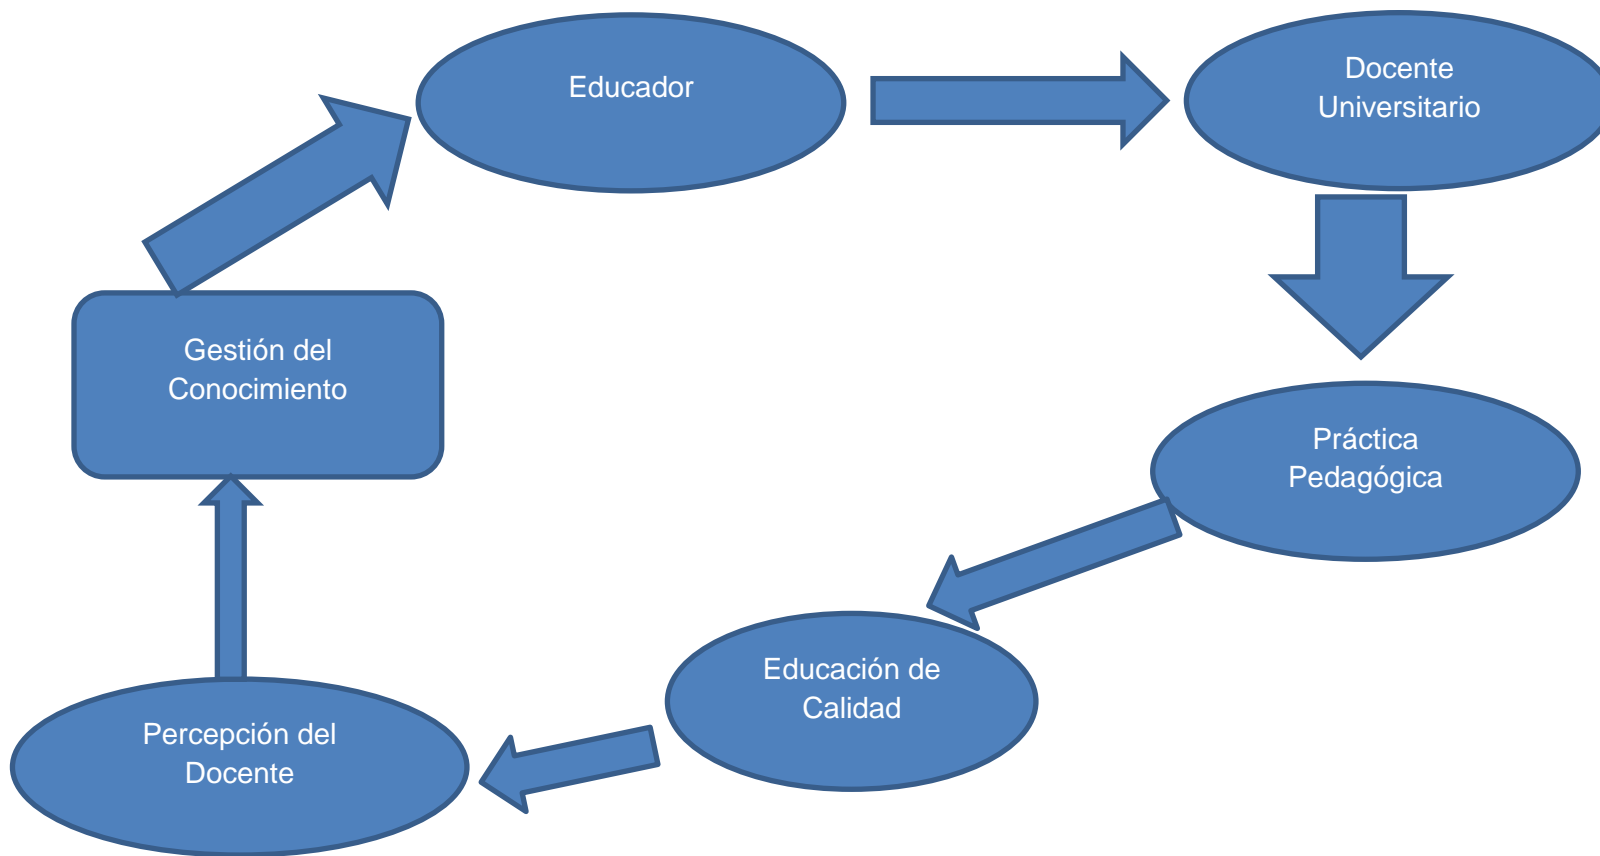 Educador
Docente
Universitario
Gestión del
Conocimiento
Práctica
Pedagógica
Educación de
Calidad
Percepción del
Docente